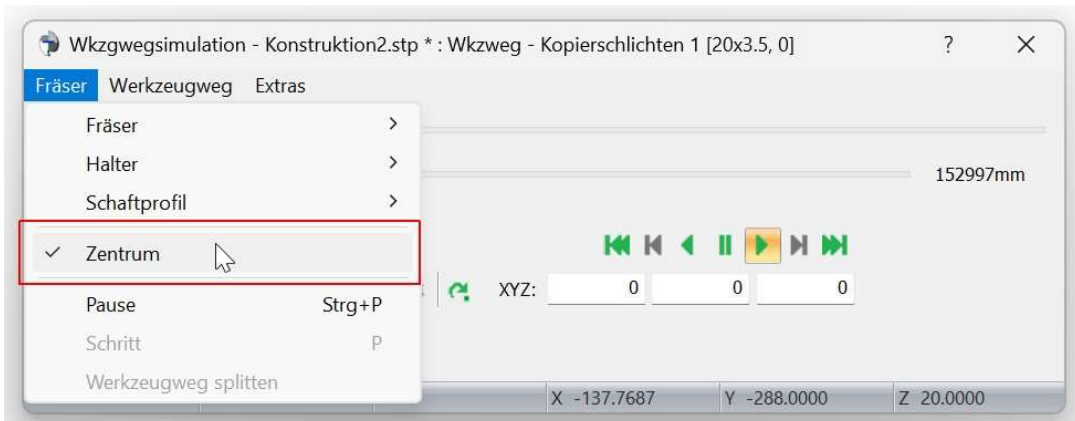 Wkzgwegsimulation - Konstruktion2.stp * : Wkzweg - Kopierschlichten 1 [20x3.5, 0] ?
Fräser Werkzeugweg Extras
Fräser
Halter
152997mm
Schaftprofil
Zentrum
XYZ: 0 0 0
Pause Strg+P
Schritt P
Werkzeugweg splitten
X -137.7687 Y -288.0000 Z 20.0000